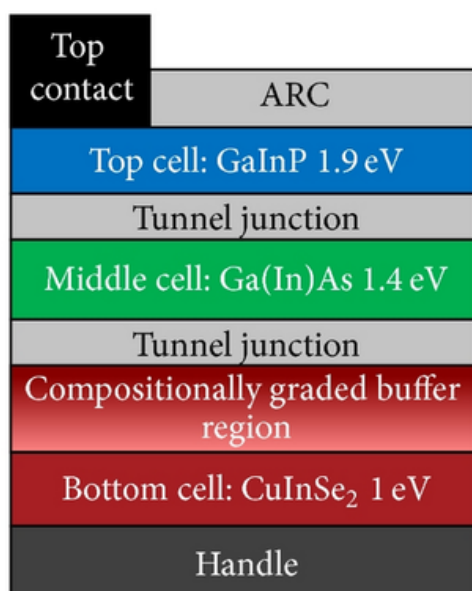 Top
contact
ARC
Top cell: GaInP 1.9 eV
Tunnel junction
Middle cell: Ga(In)As 1.4 eV
Tunnel junction
Compositionally graded buffer
region
Bottom cell: CuInSe₂ 1 eV
Handle